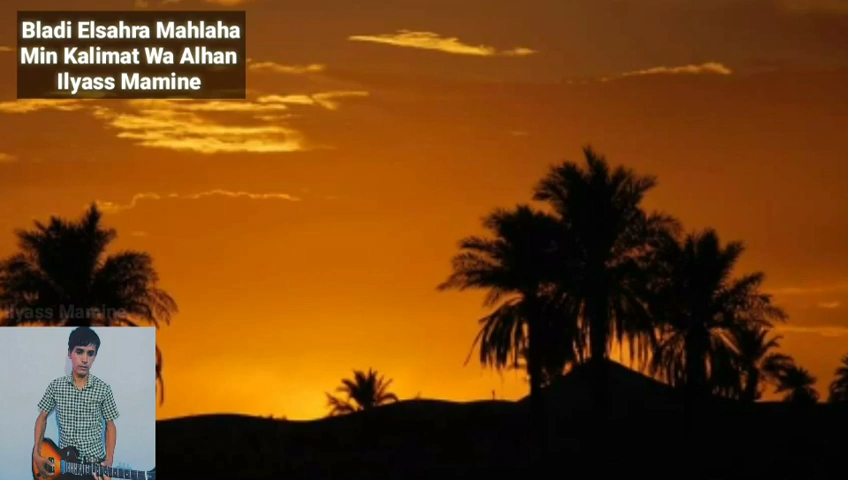 Bladi Elsahra Mahlaha
Min Kalimat Wa Alhan
Ilyass Mamine
Ilyass Mamine